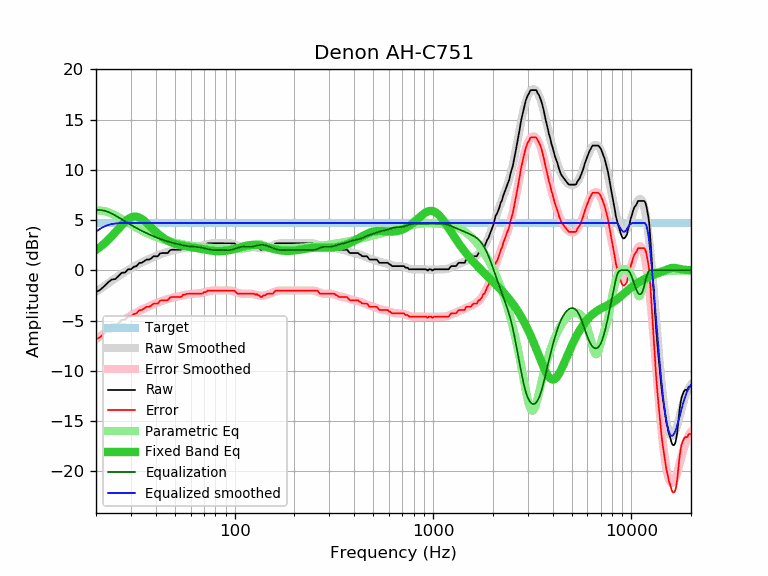 Denon AH-C751
20
15
10
5
0
−5
−10
−15
−20
Amplitude (dBr)
Target
Raw Smoothed
Error Smoothed
Raw
Error
Parametric Eq
Fixed Band Eq
Equalization
Equalized smoothed
100
1000
10000
Frequency (Hz)